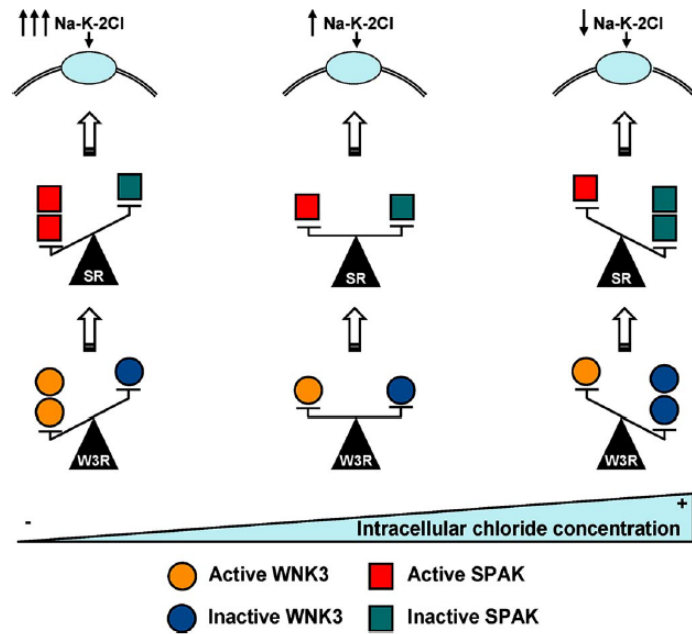 ↑↑↑ Na-K-2Cl ↑ Na-K-2Cl ↓ Na-K-2Cl
SR SR SR
W3R W3R W3R
- +
Intracellular chloride concentration
Active WNK3 Active SPAK
Inactive WNK3 Inactive SPAK